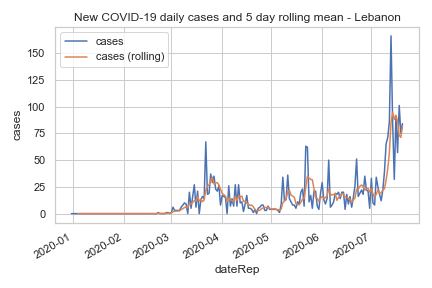 New COVID-19 daily cases and 5 day rolling mean - Lebanon
cases
cases (rolling)
150
125
100
75
50
25
0
cases
2020-01
2020-02
2020-03
2020-04
2020-05
2020-06
2020-07
dateRep